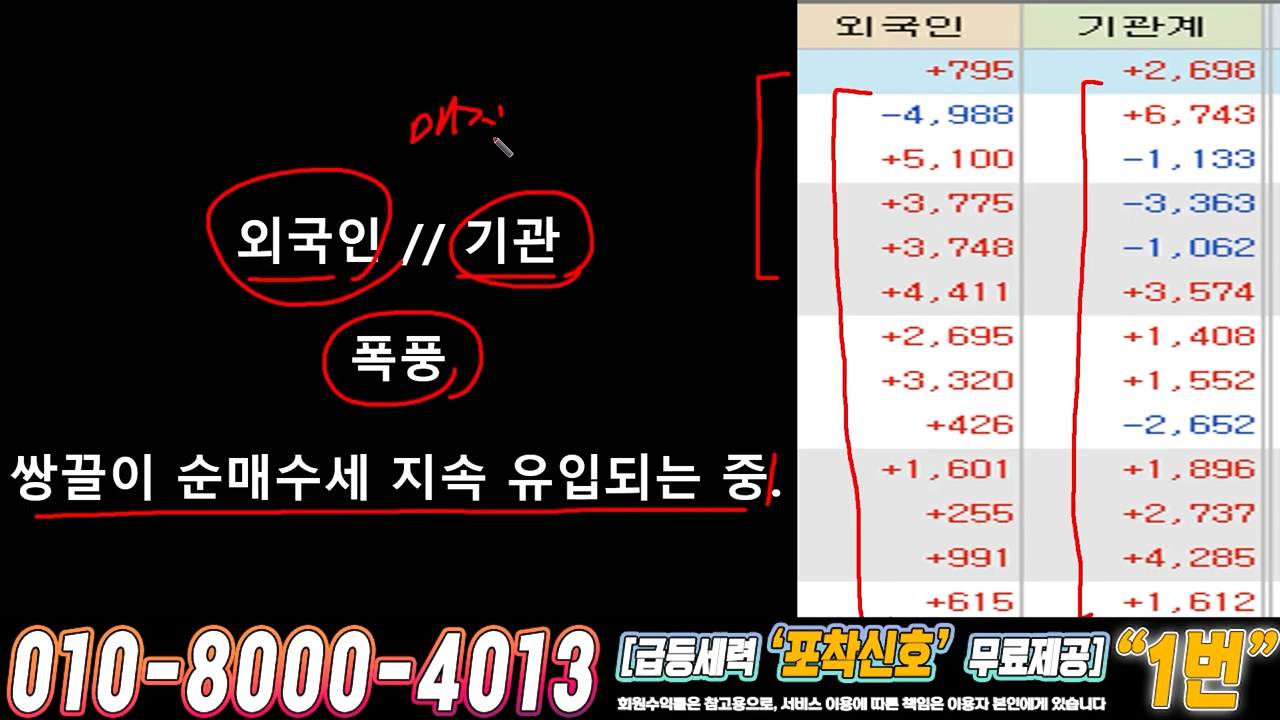 외국인 // 기관
폭풍
쌍끌이 순매수세 지속 유입되는 중.
외국인 기관계
+795 +2,698
-4,988 +6,743
+5,100 -1,133
+3,775 -3,363
+3,748 -1,062
+4,411 +3,574
+2,695 +1,408
+3,320 +1,552
+426 -2,652
+1,601 +1,896
+255 +2,737
+991 +4,285
+615 +1,612
010-8000-4013 [급등세력 '포착신호' 무료제공] "1번"
회원수익률은 참고용으로, 서비스 이용에 따른 책임은 이용자 본인에게 있습니다